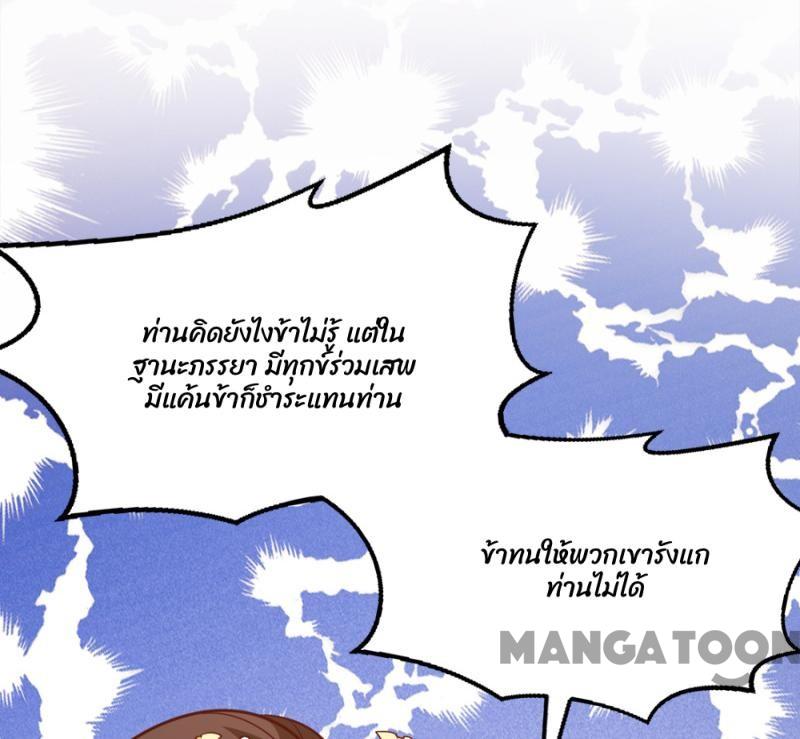 ท่านคิดยังไงข้าไม่รู้ แต่ใน
ฐานะภรรยา มีทุกข์ร่วมเสพ
มีแค้นข้าก็ชำระแทนท่าน
ข้าทนให้พวกเขารังแก
ท่านไม่ได้
MANGATOON